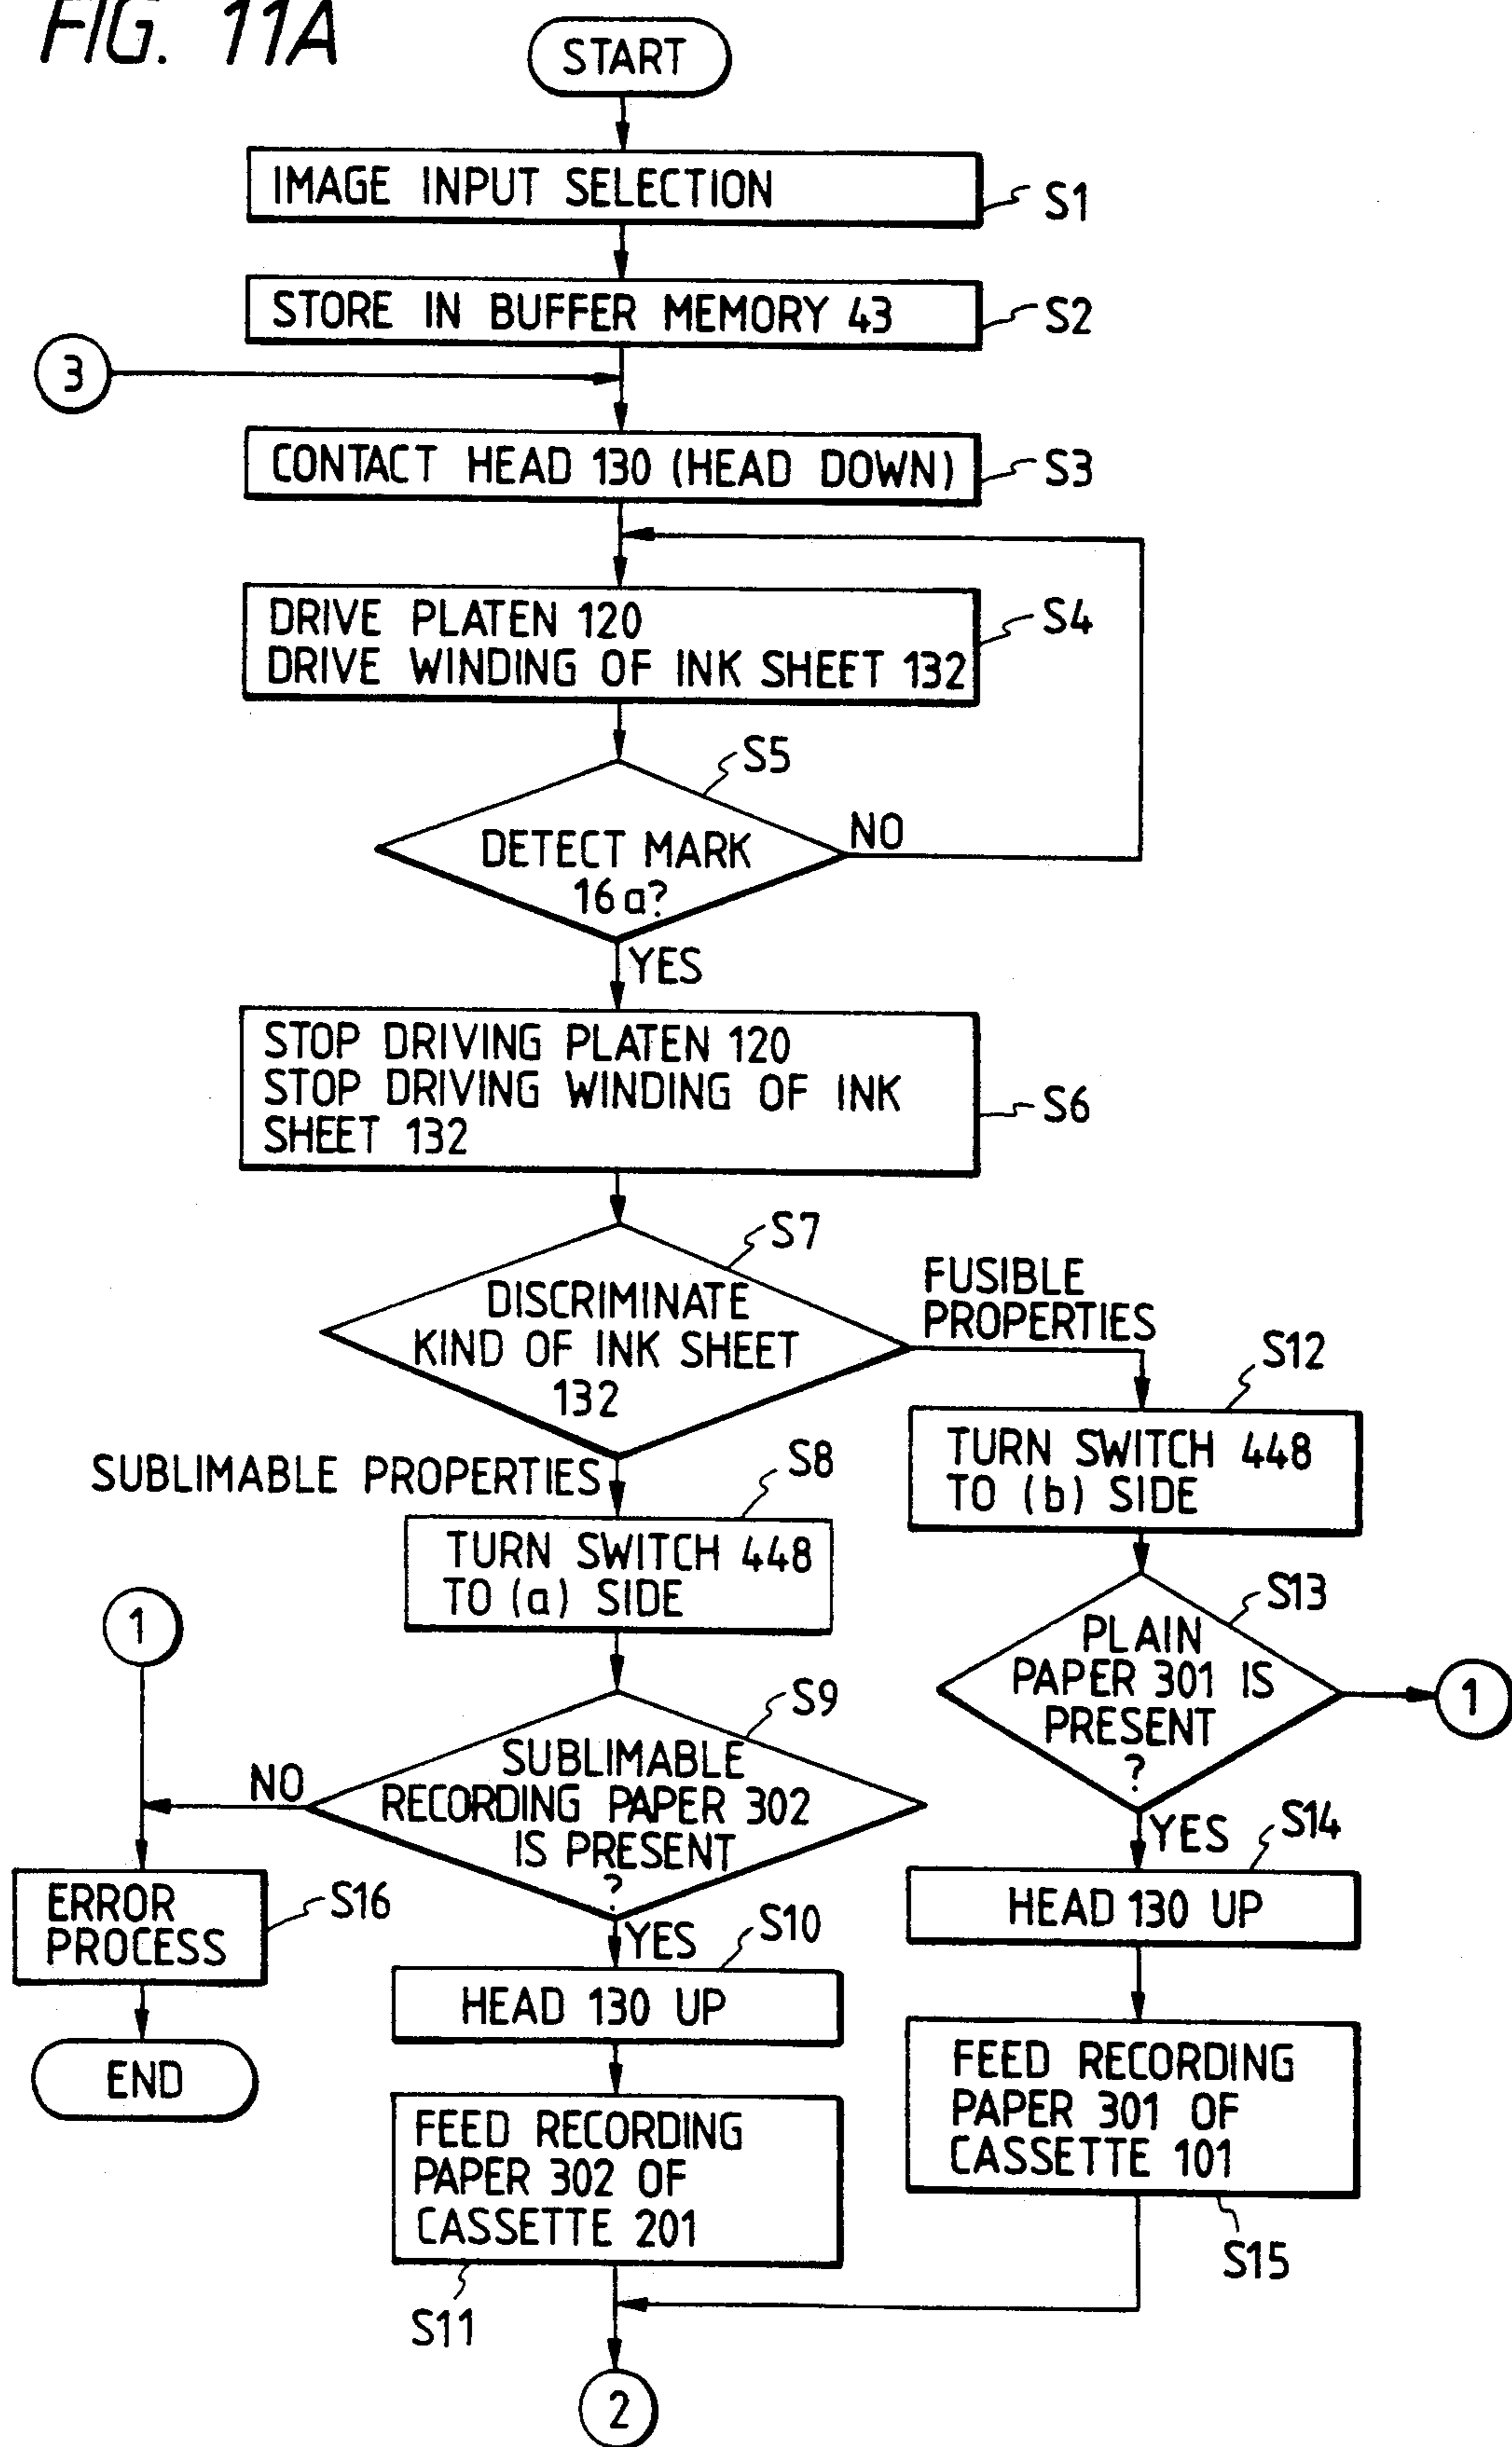 FIG. 11A
START
IMAGE INPUT SELECTION
S1
STORE IN BUFFER MEMORY 43
S2
3
CONTACT HEAD 130 (HEAD DOWN)
S3
DRIVE PLATEN 120
DRIVE WINDING OF INK SHEET 132
S4
S5
DETECT MARK
16a?
NO
YES
STOP DRIVING PLATEN 120
STOP DRIVING WINDING OF INK
SHEET 132
S6
S7
DISCRIMINATE
KIND OF INK SHEET
132
FUSIBLE
PROPERTIES
SUBLIMABLE PROPERTIES
S8
TURN SWITCH 448
TO (a) SIDE
S12
TURN SWITCH 448
TO (b) SIDE
1
S9
SUBLIMABLE
RECORDING PAPER 302
IS PRESENT
?
NO
YES
S13
PLAIN
PAPER 301 IS
PRESENT
?
1
YES
ERROR
PROCESS
S16
END
S10
HEAD 130 UP
S14
HEAD 130 UP
FEED RECORDING
PAPER 302 OF
CASSETTE 201
S11
FEED RECORDING
PAPER 301 OF
CASSETTE 101
S15
2